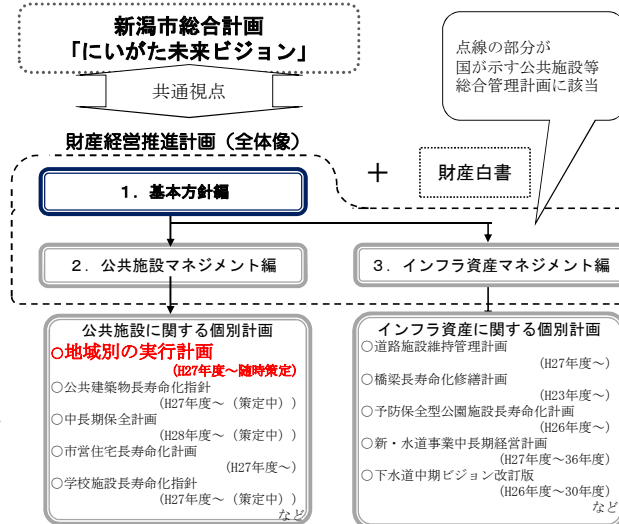 新潟市総合計画
「にいがた未来ビジョン」
共通視点
点線の部分が
国が示す公共施設等
総合管理計画に該当
財産経営推進計画（全体像）
＋
財産白書
1．基本方針編
2．公共施設マネジメント編
3．インフラ資産マネジメント編
公共施設に関する個別計画
○地域別の実行計画
(H27年度～随時策定)
○公共建築物長寿命化指針
(H27年度～（策定中）)
○中長期保全計画
(H28年度～（策定中）)
○市営住宅長寿命化計画
(H27年度～)
○学校施設長寿命化指針
(H27年度～（策定中）)
など
インフラ資産に関する個別計画
○道路施設維持管理計画
(H27年度～)
○橋梁長寿命化修繕計画
(H23年度～)
○予防保全型公園施設長寿命化計画
(H26年度～)
○新・水道事業中長期経営計画
(H27年度～36年度)
○下水道中期ビジョン改訂版
(H26年度～30年度)
など